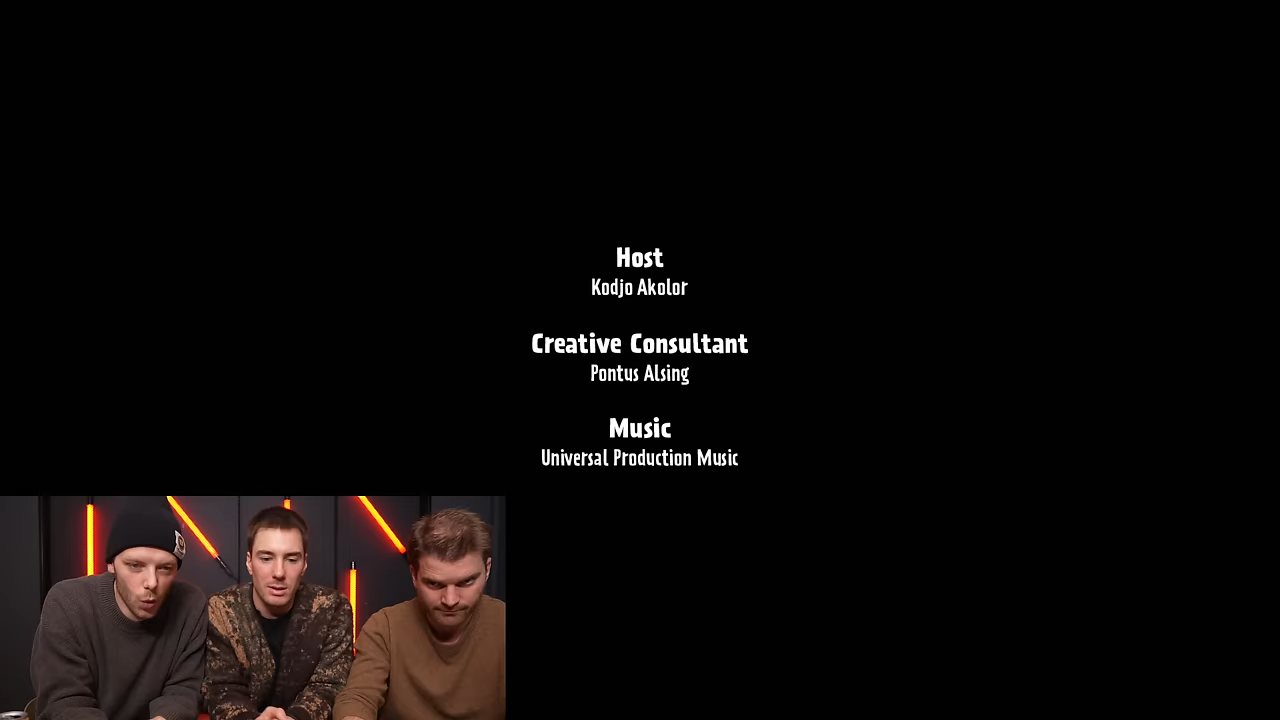 Host
Kodjo Akolor
Creative Consultant
Pontus Alsing
Music
Universal Production Music